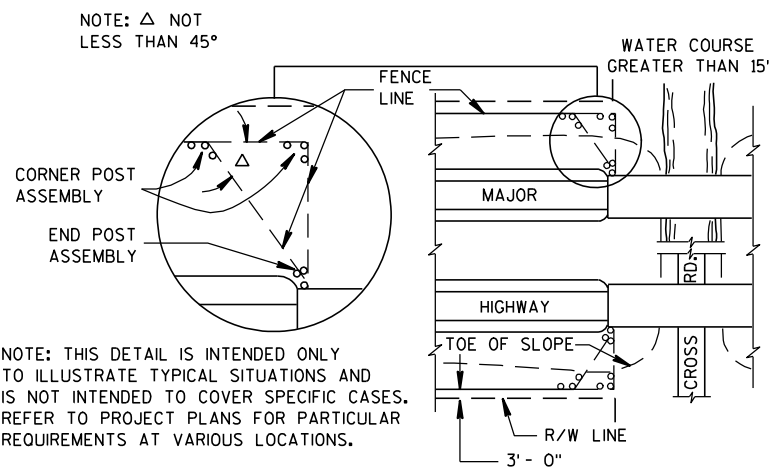 NOTE: △ NOT
LESS THAN 45°
WATER COURSE
GREATER THAN 15'
FENCE
LINE
CORNER POST
ASSEMBLY
△
END POST
ASSEMBLY
MAJOR
HIGHWAY
CROSS RD.
TOE OF SLOPE
R/W LINE
3'- 0"
NOTE: THIS DETAIL IS INTENDED ONLY
TO ILLUSTRATE TYPICAL SITUATIONS AND
IS NOT INTENDED TO COVER SPECIFIC CASES.
REFER TO PROJECT PLANS FOR PARTICULAR
REQUIREMENTS AT VARIOUS LOCATIONS.